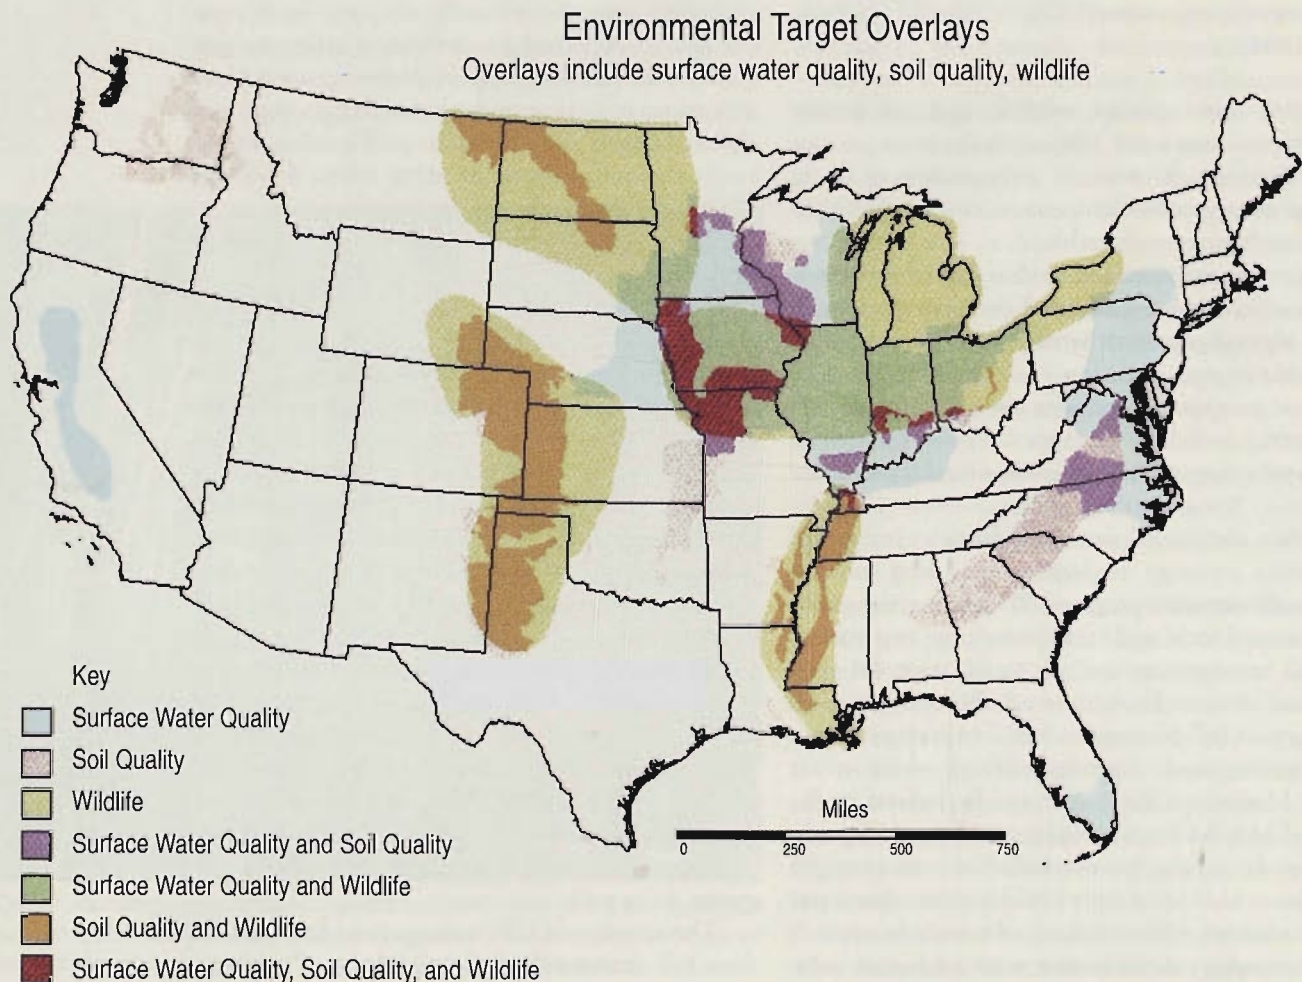 Environmental Target Overlays
Overlays include surface water quality, soil quality, wildlife
Key
Surface Water Quality
Soil Quality
Wildlife
Surface Water Quality and Soil Quality
Surface Water Quality and Wildlife
Soil Quality and Wildlife
Surface Water Quality, Soil Quality, and Wildlife
Miles
0 250 500 750